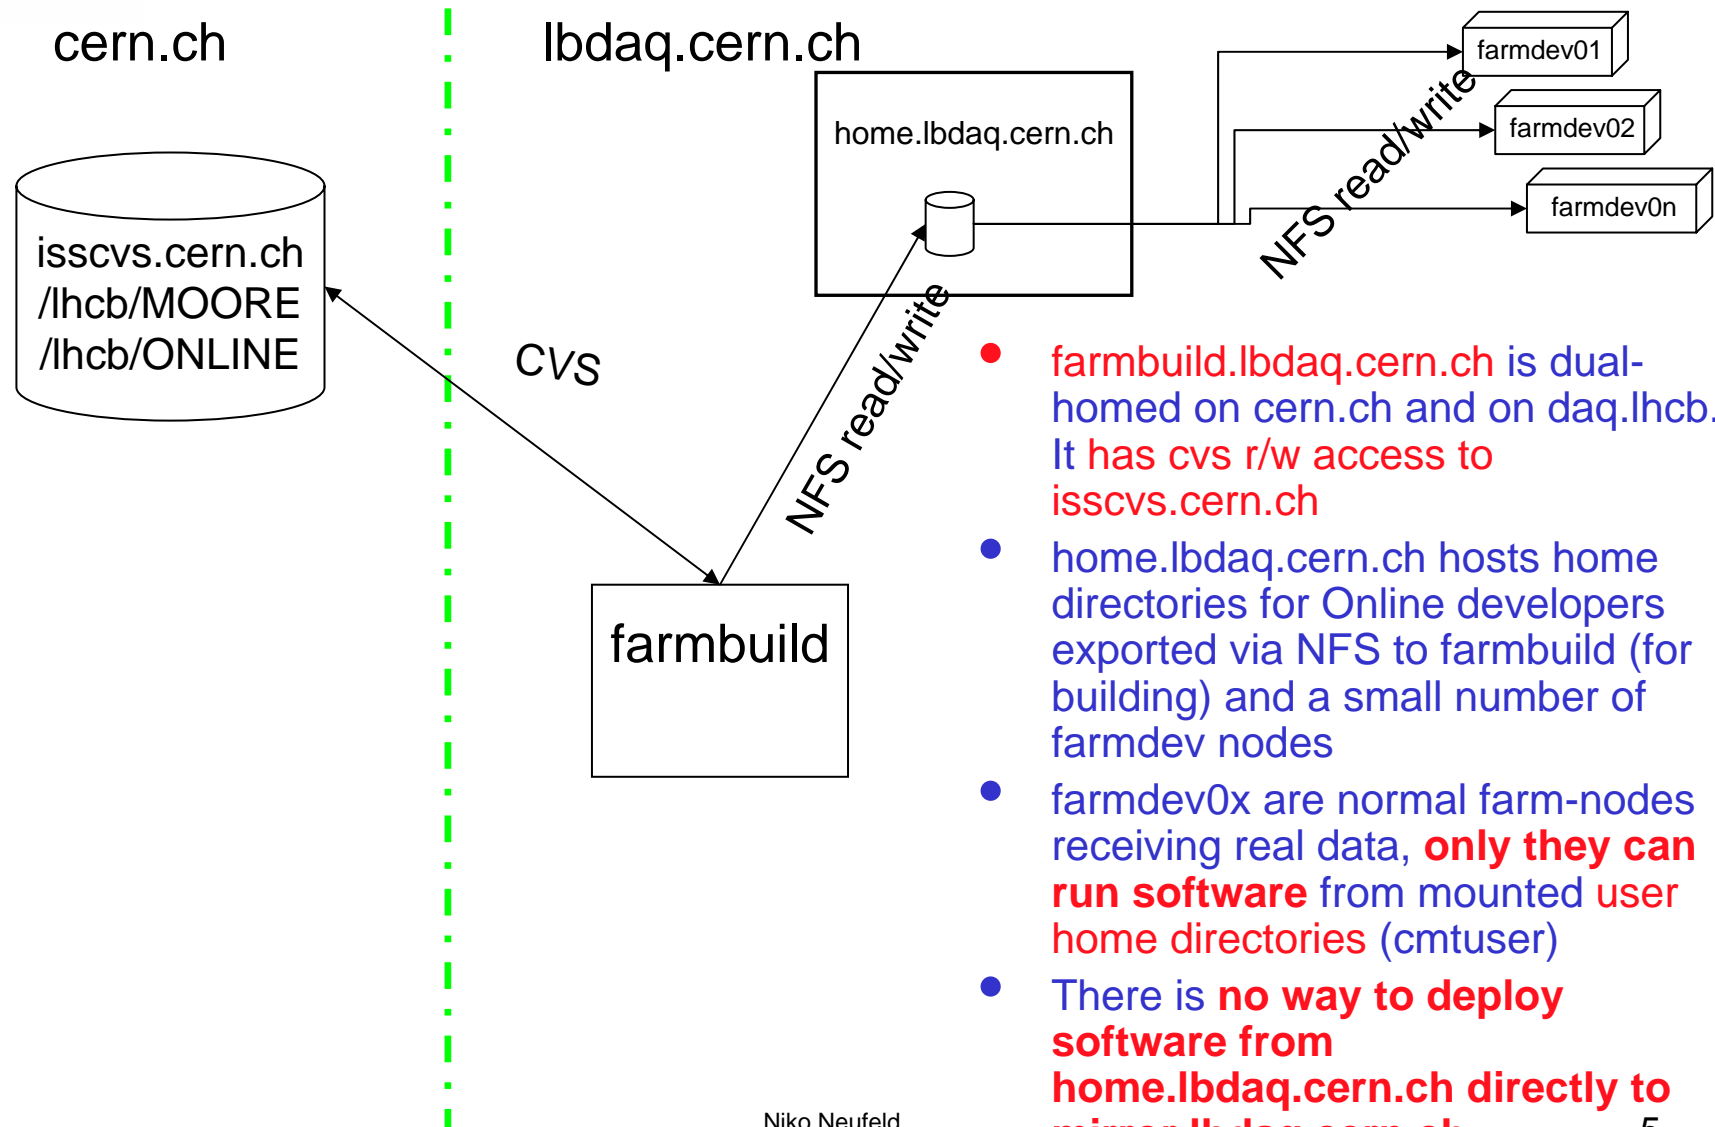 cern.ch
lbdaq.cern.ch
farmdev01
farmdev02
farmdev0n
home.lbdaq.cern.ch
NFS read/write
isscvs.cern.ch
/lhcb/MOORE
/lhcb/ONLINE
CVS
NFS read/write
farmbuild
farmbuild.lbdaq.cern.ch is dual-
homed on cern.ch and on daq.lhcb.
It has cvs r/w access to
isscvs.cern.ch
home.lbdaq.cern.ch hosts home
directories for Online developers
exported via NFS to farmbuild (for
building) and a small number of
farmdev nodes
farmdev0x are normal farm-nodes
receiving real data, only they can
run software from mounted user
home directories (cmtuser)
There is no way to deploy
software from
home.lbdaq.cern.ch directly to
mirror.lbdaq.cern.ch
Niko Neufeld
5